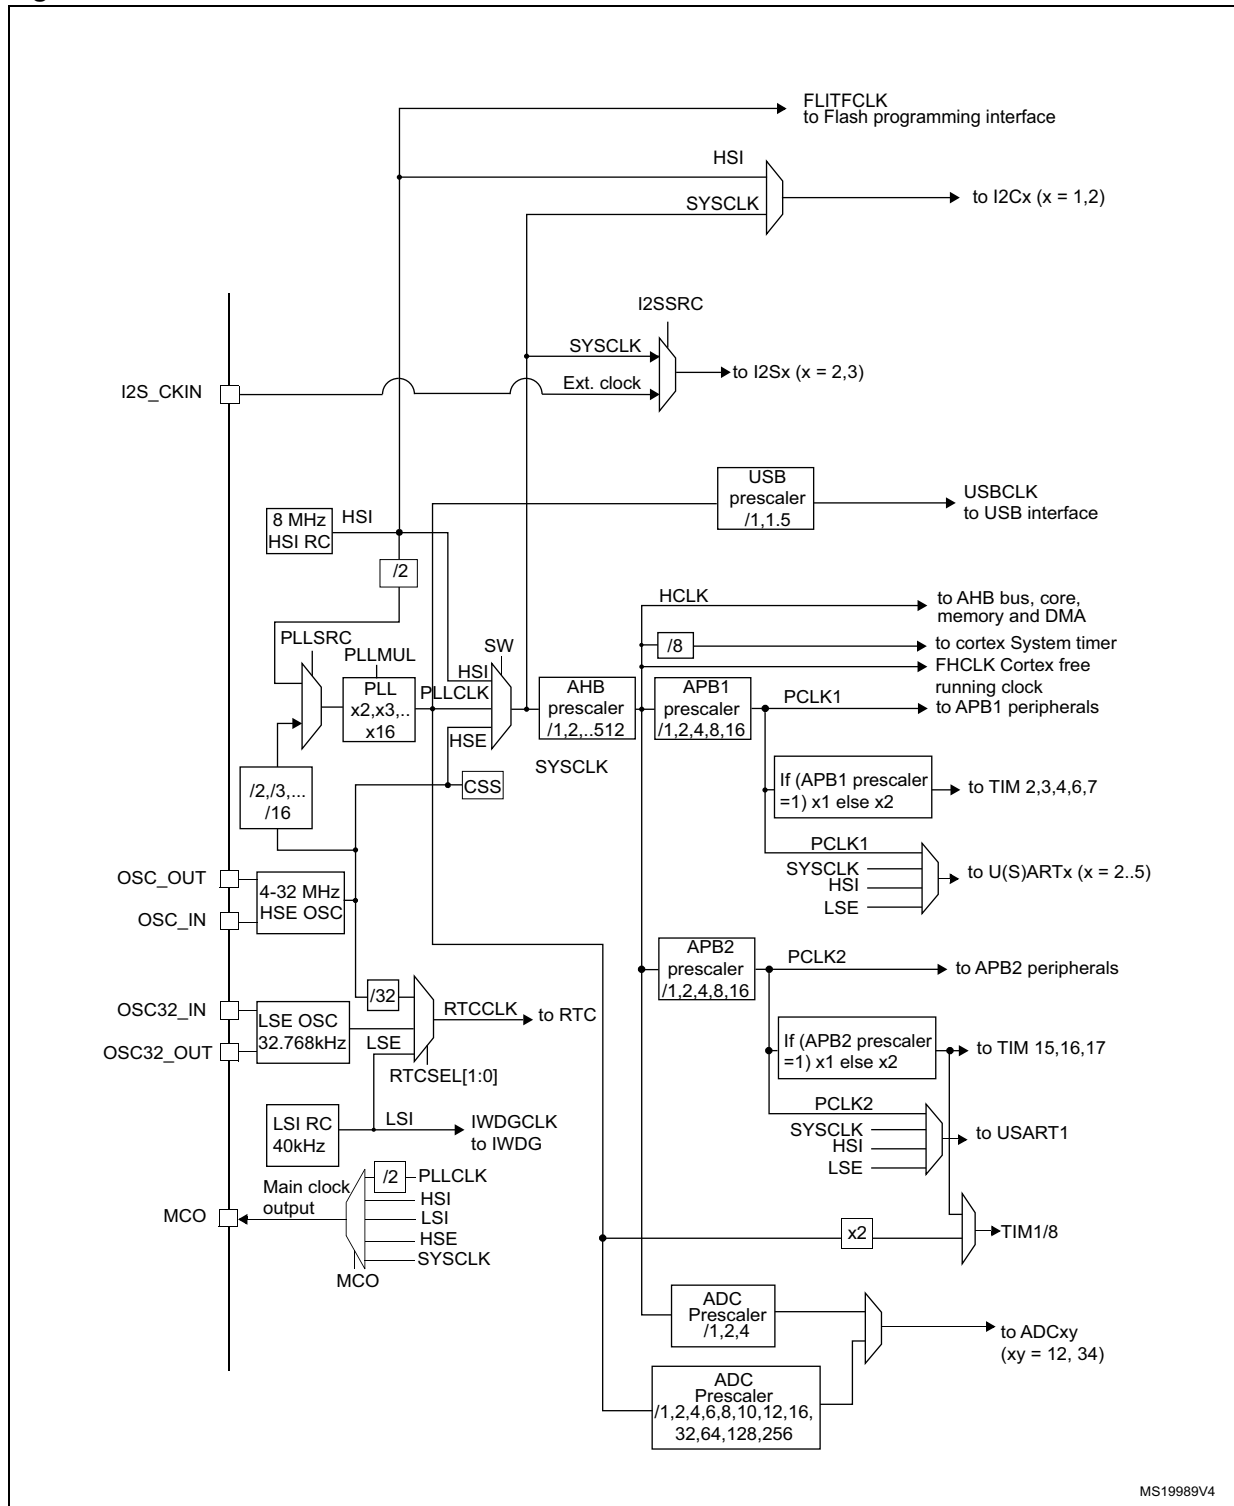 FLITFCLK
to Flash programming interface
HSI
SYSCLK
to I2Cx (x = 1,2)
I2SSRC
SYSCLK
to I2Sx (x = 2,3)
Ext. clock
I2S_CKIN
USB
prescaler
/1,1.5
USBCLK
to USB interface
8 MHz
HSI RC
HSI
/2
HCLK
to AHB bus, core,
memory and DMA
/8
to cortex System timer
FHCLK Cortex free
running clock
PLLSRC
PLLMUL
PLL
x2,x3,..
x16
SW
HSI
PLLCLK
HSE
AHB
prescaler
/1,2,..512
APB1
prescaler
/1,2,4,8,16
PCLK1
to APB1 peripherals
SYSCLK
CSS
/2,/3,...
/16
If (APB1 prescaler
=1) x1 else x2
to TIM 2,3,4,6,7
PCLK1
SYSCLK
HSI
LSE
to U(S)ARTx (x = 2..5)
OSC_OUT
OSC_IN
4-32 MHz
HSE OSC
APB2
prescaler
/1,2,4,8,16
PCLK2
to APB2 peripherals
/32
OSC32_IN
OSC32_OUT
LSE OSC
32.768kHz
RTCCLK
to RTC
LSE
RTCSEL[1:0]
If (APB2 prescaler
=1) x1 else x2
to TIM 15,16,17
LSI RC
40kHz
LSI
IWDGCLK
to IWDG
PCLK2
SYSCLK
HSI
LSE
to USART1
MCO
Main clock
output
/2
PLLCLK
HSI
LSI
HSE
SYSCLK
MCO
x2
TIM1/8
ADC
Prescaler
/1,2,4
to ADCxy
(xy = 12, 34)
ADC
Prescaler
/1,2,4,6,8,10,12,16,
32,64,128,256
MS19989V4